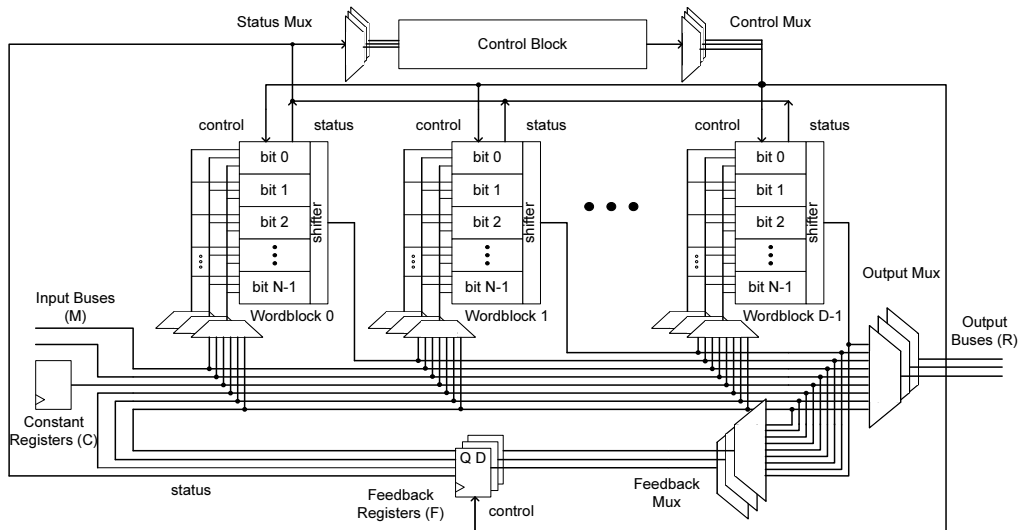 Status Mux
Control Block
Control Mux
control
status
control
status
control
status
bit 0
bit 1
bit 2
bit N-1
shifter
bit 0
bit 1
bit 2
bit N-1
shifter
bit 0
bit 1
bit 2
bit N-1
shifter
Output Mux
Input Buses
(M)
Wordblock 0
Wordblock 1
Wordblock D-1
Output
Buses (R)
Constant
Registers (C)
Q D
status
Feedback
Registers (F)
control
Feedback
Mux